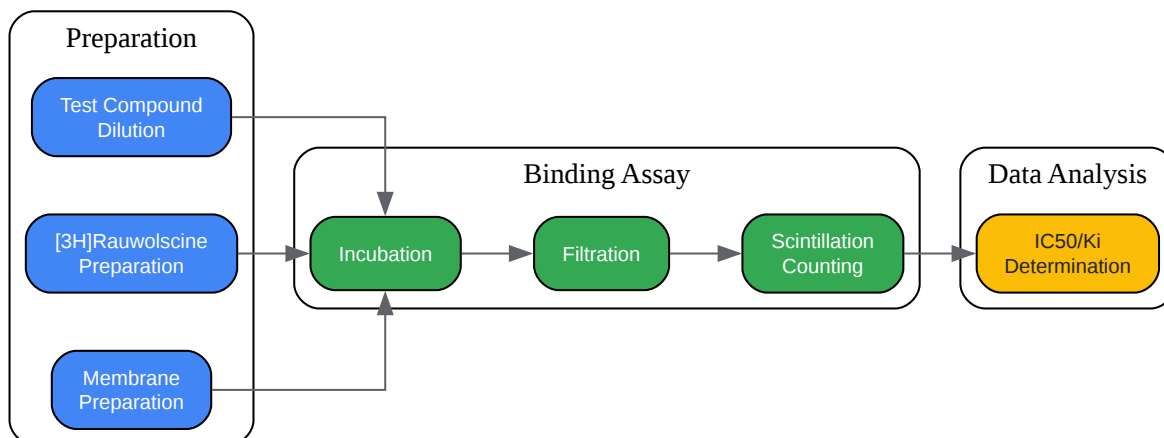 Preparation
Test Compound
Dilution
[3H]Rauwolscine
Preparation
Membrane
Preparation
Binding Assay
Incubation
Filtration
Scintillation
Counting
Data Analysis
IC50/Ki
Determination